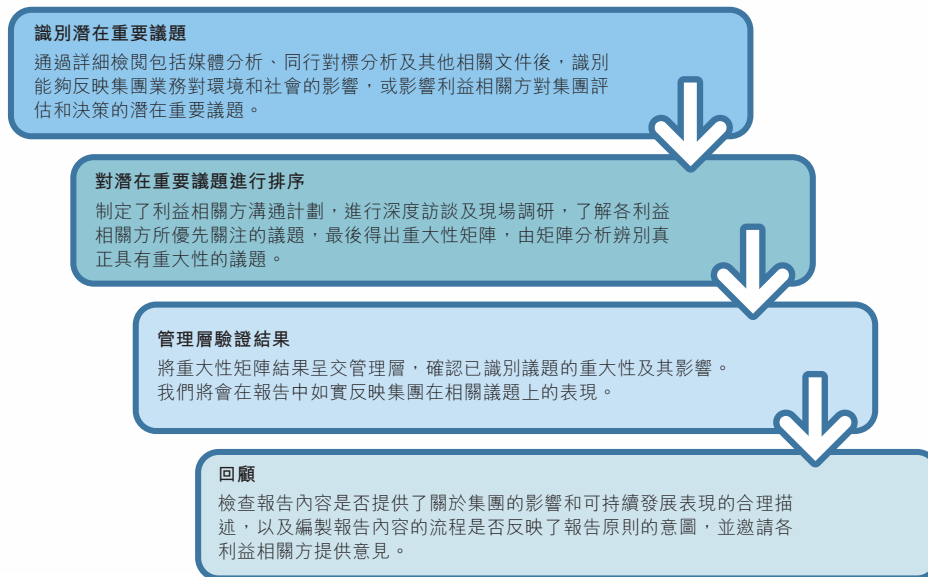 識別潛在重要議題
通過詳細檢閱包括媒體分析、同行對標分析及其他相關文件後，識別
能夠反映集團業務對環境和社會的影響，或影響利益相關方對集團評
估和決策的潛在重要議題。
對潛在重要議題進行排序
制定了利益相關方溝通計劃，進行深度訪談及現場調研，了解各利益
相關方所優先關注的議題，最後得出重大性矩陣，由矩陣分析辨別真
正具有重大性的議題。
管理層驗證結果
將重大性矩陣結果呈交管理層，確認已識別議題的重大性及其影響。
我們將會在報告中如實反映集團在相關議題上的表現。
回顧
檢查報告內容是否提供了關於集團的影響和可持續發展表現的合理描
述，以及編製報告內容的流程是否反映了報告原則的意圖，並邀請各
利益相關方提供意見。